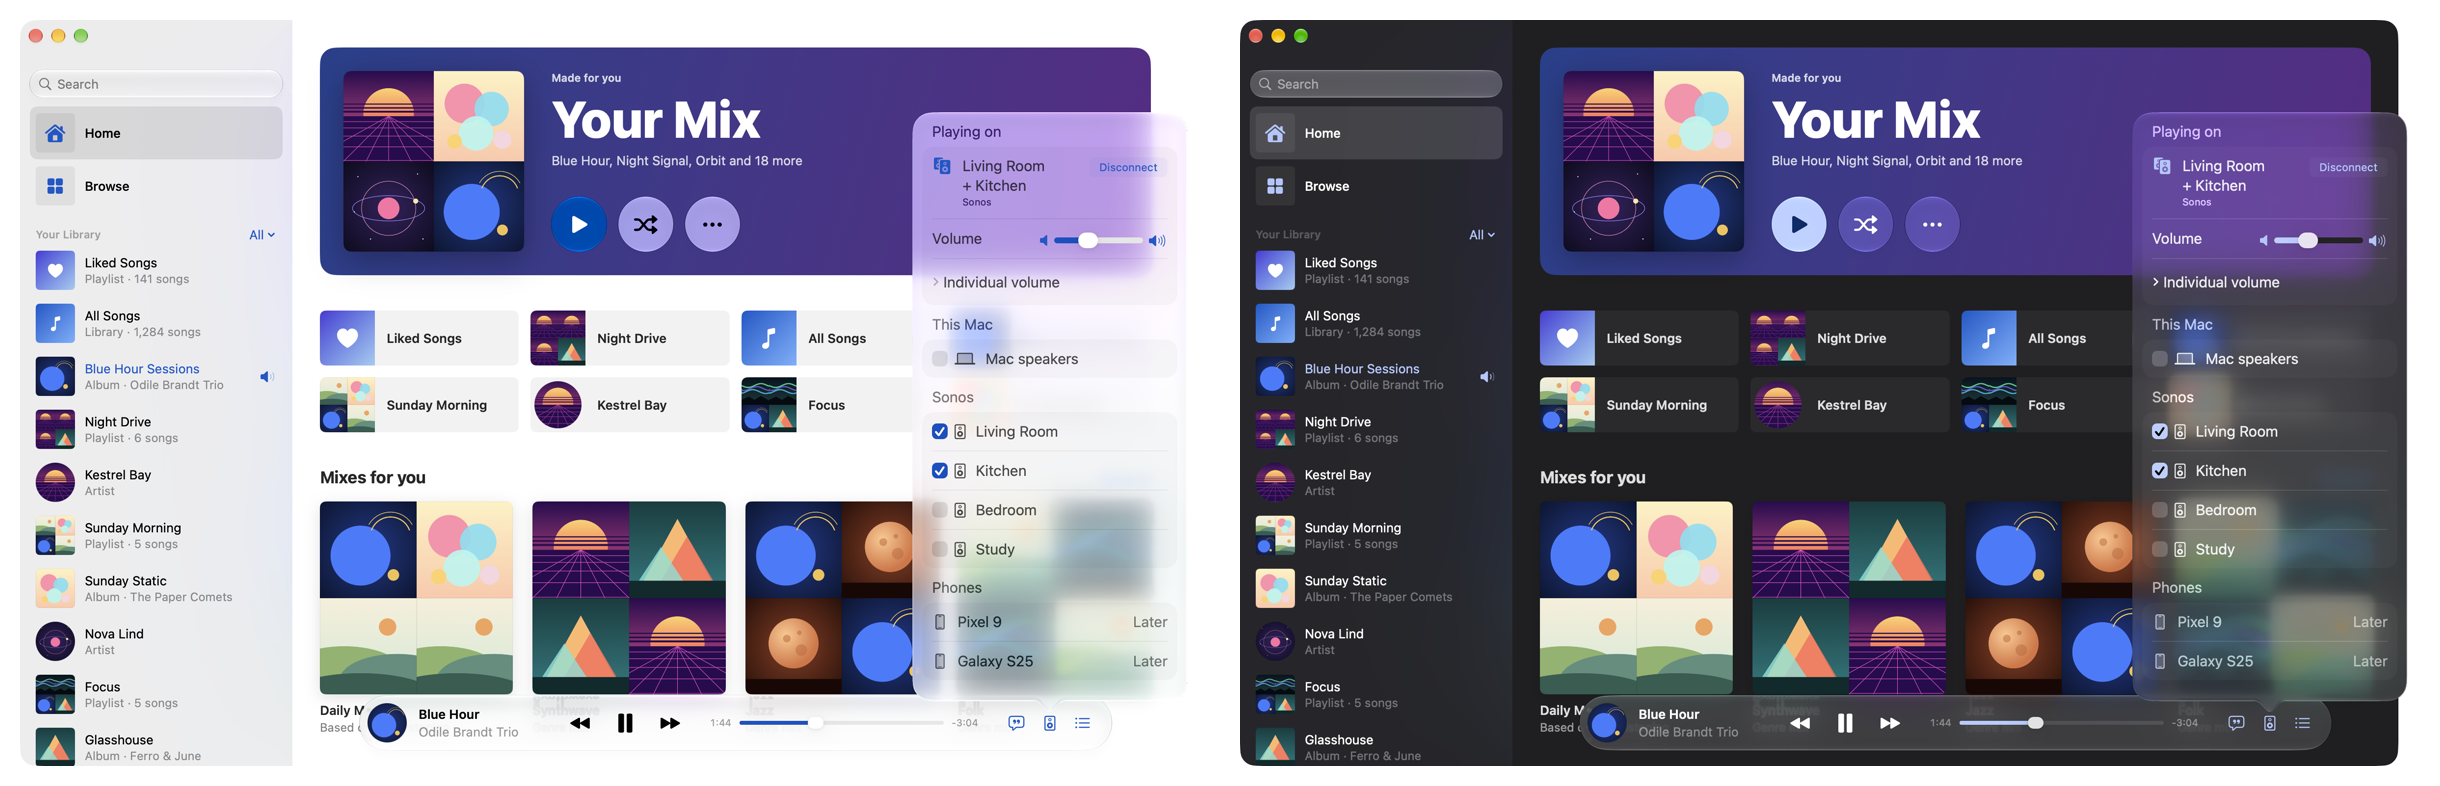 Search
Home
Browse
Your Library
All
Liked Songs
Playlist · 141 songs
All Songs
Library · 1,284 songs
Blue Hour Sessions
Album · Odile Brandt Trio
Night Drive
Playlist · 6 songs
Kestrel Bay
Artist
Sunday Morning
Playlist · 5 songs
Sunday Static
Album · The Paper Comets
Nova Lind
Artist
Focus
Playlist · 5 songs
Glasshouse
Album · Ferro & June
Made for you
Your Mix
Blue Hour, Night Signal, Orbit and 18 more
Liked Songs
Night Drive
All Songs
Sunday Morning
Kestrel Bay
Focus
Mixes for you
Daily M
Synthwave
Jazz
Folk
Based o
Blue Hour
Odile Brandt Trio
1:44
-3:04
Playing on
Living Room
+ Kitchen
Sonos
Disconnect
Volume
Individual volume
This Mac
Mac speakers
Sonos
Living Room
Kitchen
Bedroom
Study
Phones
Pixel 9 Later
Galaxy S25 Later
Search
Home
Browse
Your Library
All
Liked Songs
Playlist · 141 songs
All Songs
Library · 1,284 songs
Blue Hour Sessions
Album · Odile Brandt Trio
Night Drive
Playlist · 6 songs
Kestrel Bay
Artist
Sunday Morning
Playlist · 5 songs
Sunday Static
Album · The Paper Comets
Nova Lind
Artist
Focus
Playlist · 5 songs
Glasshouse
Album · Ferro & June
Made for you
Your Mix
Blue Hour, Night Signal, Orbit and 18 more
Liked Songs
Night Drive
All Songs
Sunday Morning
Kestrel Bay
Focus
Mixes for you
Daily M
Synthwave
Jazz
Folk
Based o
Blue Hour
Odile Brandt Trio
1:44
-3:04
Playing on
Living Room
+ Kitchen
Sonos
Disconnect
Volume
Individual volume
This Mac
Mac speakers
Sonos
Living Room
Kitchen
Bedroom
Study
Phones
Pixel 9 Later
Galaxy S25 Later